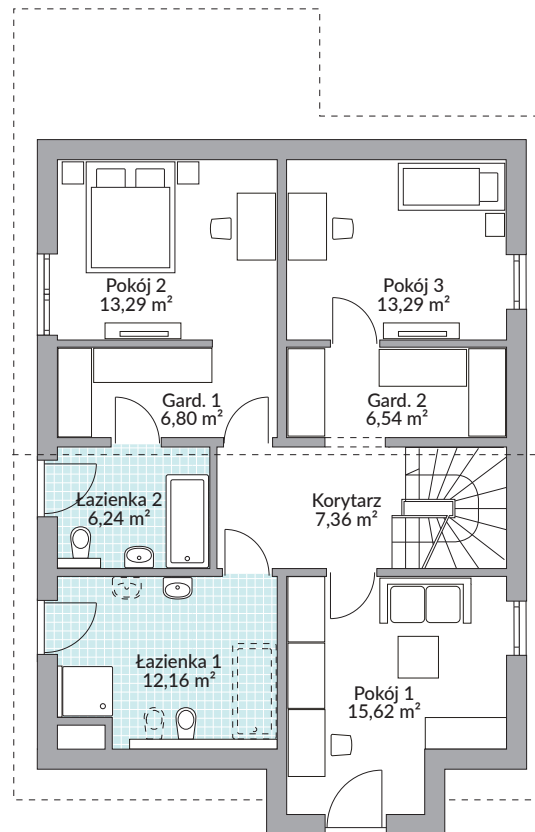 Pokój 2
13,29 m²
Pokój 3
13,29 m²
Gard. 1
6,80 m²
Gard. 2
6,54 m²
Łazienka 2
6,24 m²
Korytarz
7,36 m²
Łazienka 1
12,16 m²
Pokój 1
15,62 m²